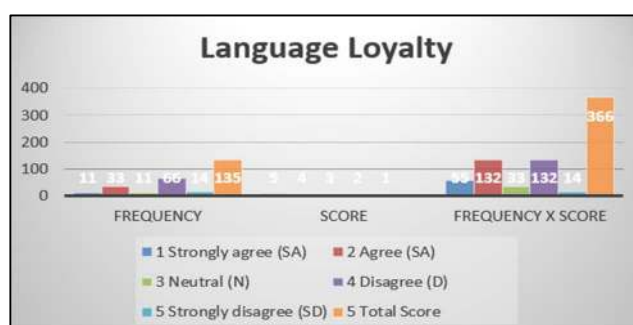 Language Loyalty
400
300
200
100
0
11 33 11 66 14 135
5 4 3 2 1
55 132 33 132 14 366
FREQUENCY SCORE FREQUENCY X SCORE
1 Strongly agree (SA) 2 Agree (SA)
3 Neutral (N) 4 Disagree (D)
5 Strongly disagree (SD) 5 Total Score